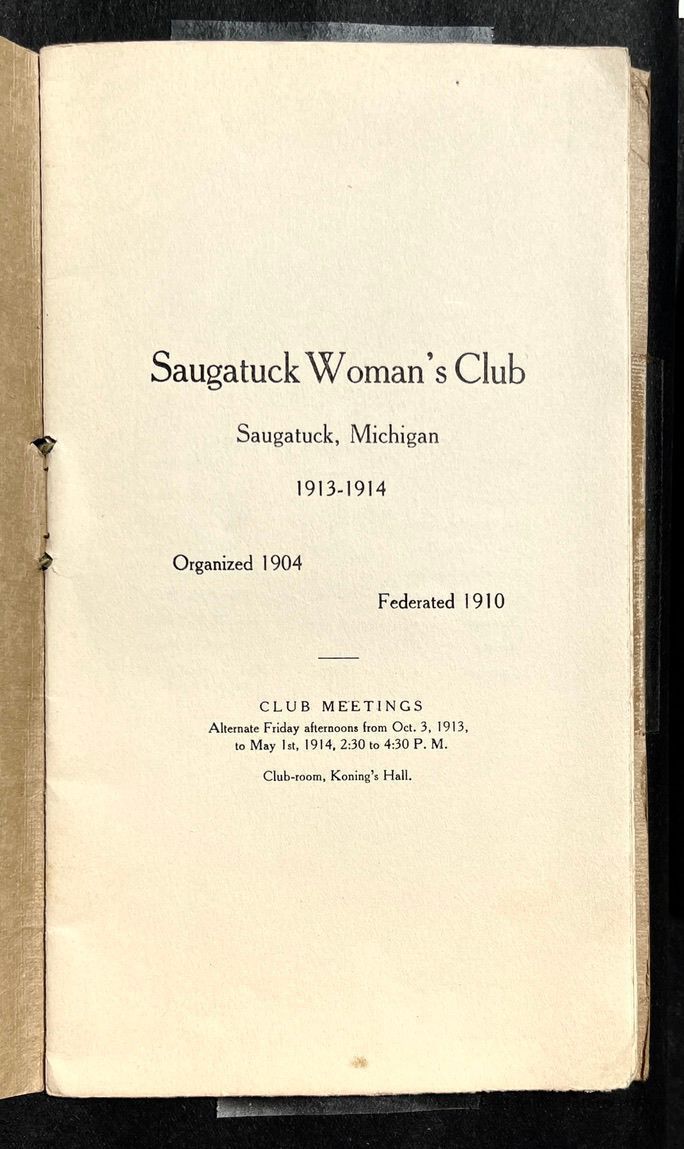 Saugatuck Woman's Club
Saugatuck, Michigan
1913-1914
Organized 1904
Federated 1910
CLUB MEETINGS
Alternate Friday afternoons from Oct. 3, 1913,
to May 1st, 1914, 2:30 to 4:30 P. M.
Club-room, Koning's Hall.